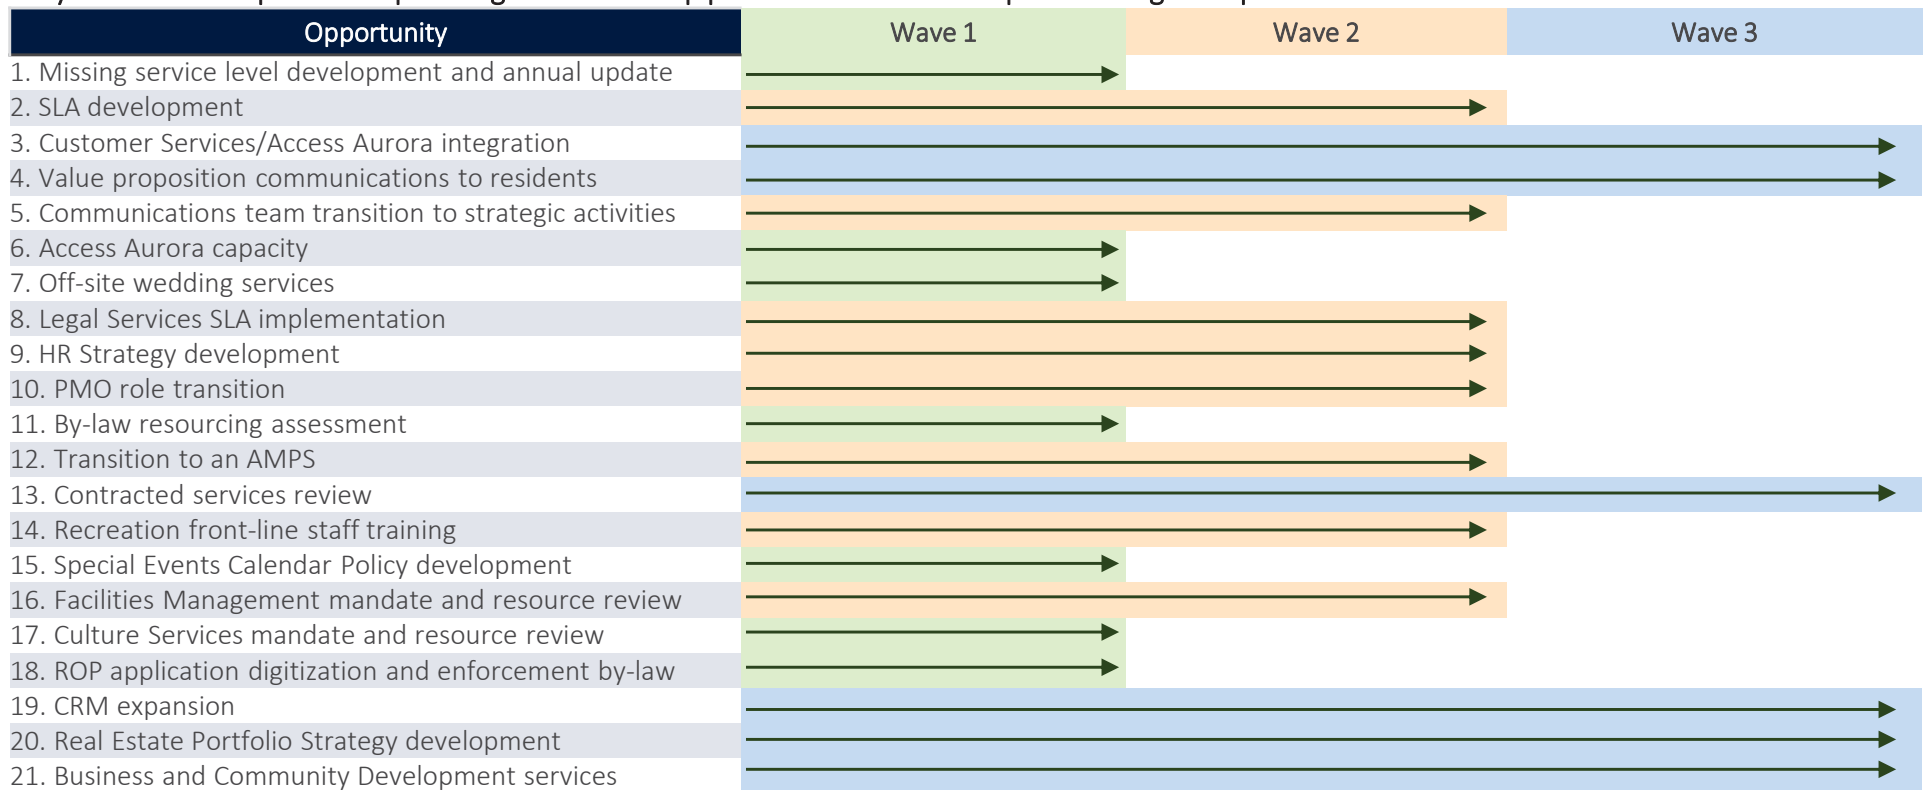 Opportunity Wave 1 Wave 2 Wave 3
1. Missing service level development and annual update
2. SLA development
3. Customer Services/Access Aurora integration
4. Value proposition communications to residents
5. Communications team transition to strategic activities
6. Access Aurora capacity
7. Off-site wedding services
8. Legal Services SLA implementation
9. HR Strategy development
10. PMO role transition
11. By-law resourcing assessment
12. Transition to an AMPS
13. Contracted services review
14. Recreation front-line staff training
15. Special Events Calendar Policy development
16. Facilities Management mandate and resource review
17. Culture Services mandate and resource review
18. ROP application digitization and enforcement by-law
19. CRM expansion
20. Real Estate Portfolio Strategy development
21. Business and Community Development services